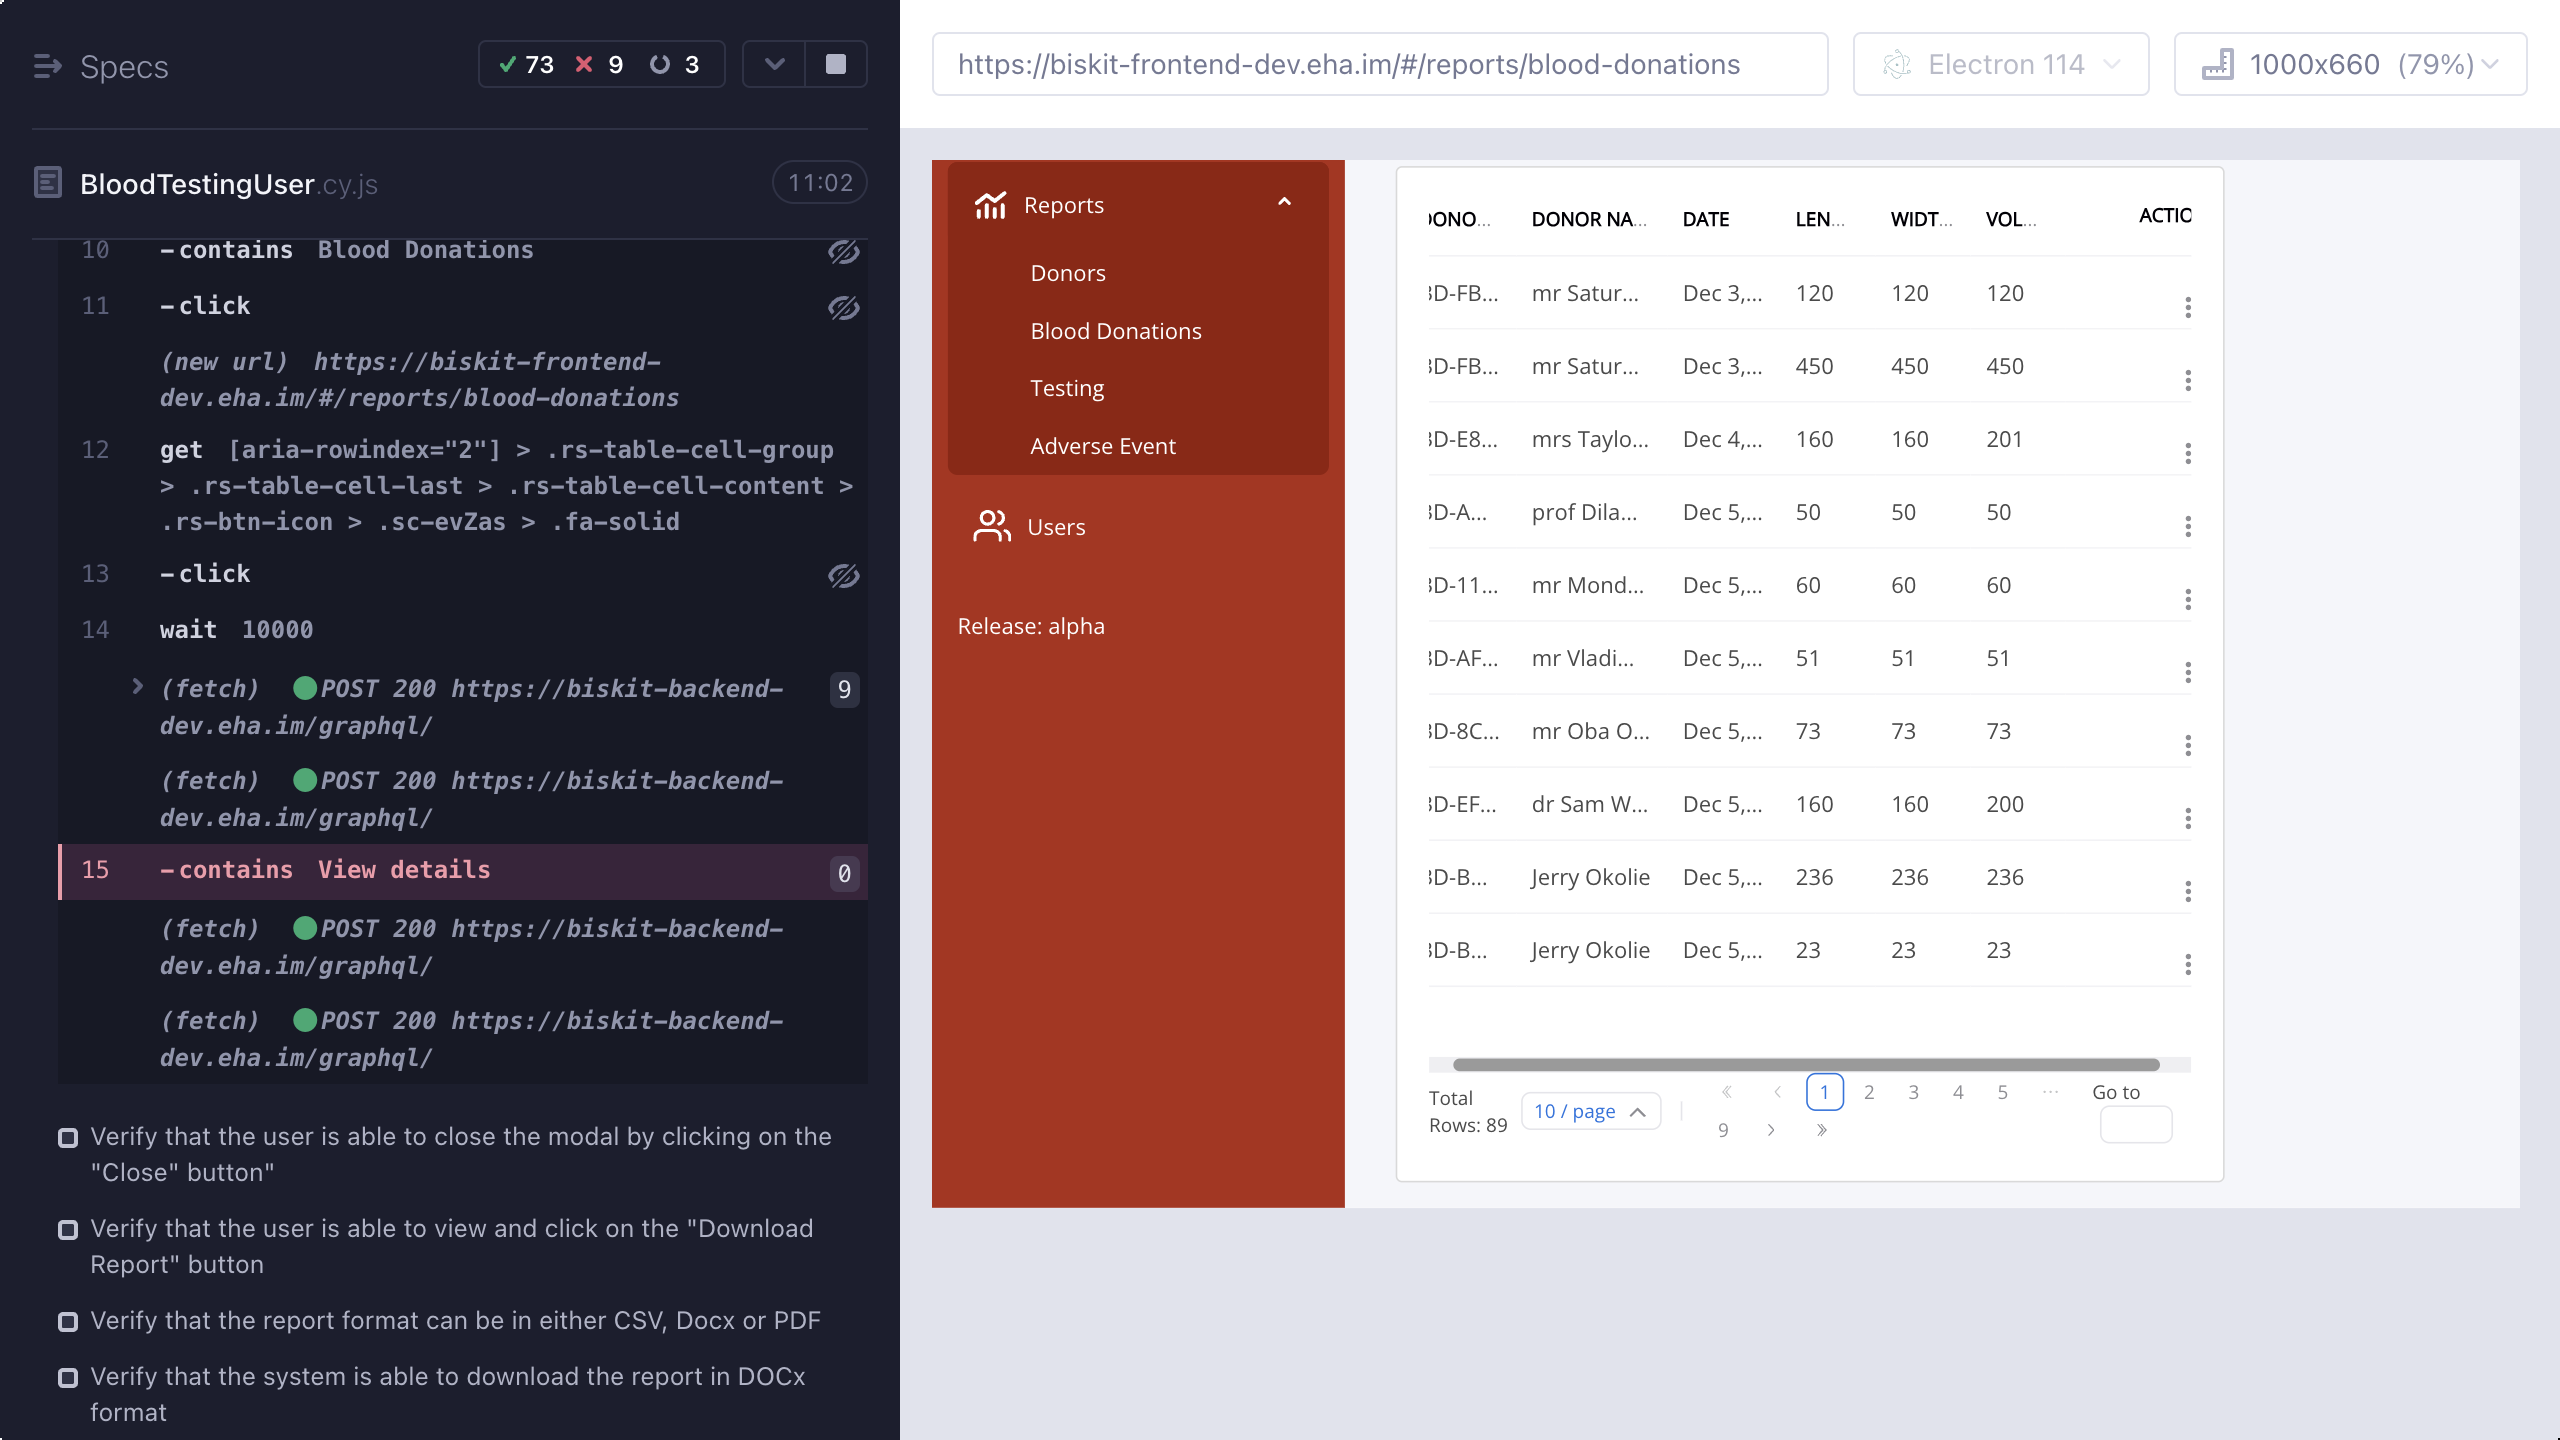 Specs
73 9 3
BloodTestingUser.cy.js 11:02
10 -contains Blood Donations
11 -click
(new url) https://biskit-frontend-
dev.eha.im/#/reports/blood-donations
12 get [aria-rowindex="2"] > .rs-table-cell-group
> .rs-table-cell-last > .rs-table-cell-content >
.rs-btn-icon > .sc-evZas > .fa-solid
13 -click
14 wait 10000
(fetch) POST 200 https://biskit-backend- 9
dev.eha.im/graphql/
(fetch) POST 200 https://biskit-backend-
dev.eha.im/graphql/
15 -contains View details 0
(fetch) POST 200 https://biskit-backend-
dev.eha.im/graphql/
(fetch) POST 200 https://biskit-backend-
dev.eha.im/graphql/
Verify that the user is able to close the modal by clicking on the
"Close" button"
Verify that the user is able to view and click on the "Download
Report" button
Verify that the report format can be in either CSV, Docx or PDF
Verify that the system is able to download the report in DOCx
format
https://biskit-frontend-dev.eha.im/#/reports/blood-donations
Electron 114
1000x660 (79%)
Reports
Donors
Blood Donations
Testing
Adverse Event
Users
Release: alpha
DONO... DONOR NA... DATE LEN... WIDT... VOL... ACTIO
BD-FB... mr Satur... Dec 3,... 120 120 120
BD-FB... mr Satur... Dec 3,... 450 450 450
BD-E8... mrs Taylo... Dec 4,... 160 160 201
BD-A... prof Dila... Dec 5,... 50 50 50
BD-11... mr Mond... Dec 5,... 60 60 60
BD-AF... mr Vladi... Dec 5,... 51 51 51
BD-8C... mr Oba O... Dec 5,... 73 73 73
BD-EF... dr Sam W... Dec 5,... 160 160 200
BD-B... Jerry Okolie Dec 5,... 236 236 236
BD-B... Jerry Okolie Dec 5,... 23 23 23
Total
Rows: 89
10 / page
« ‹ 1 2 3 4 5 ··· Go to
9 › »